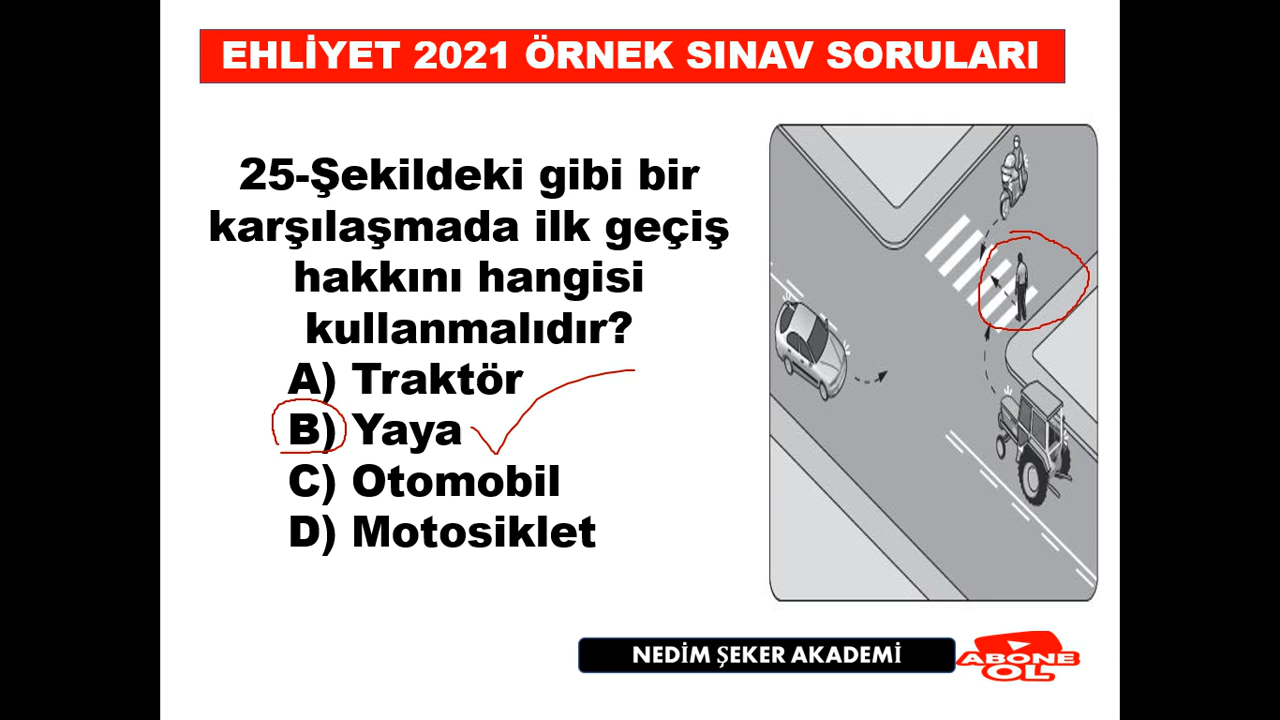 EHLİYET 2021 ÖRNEK SINAV SORULARI
25-Şekildeki gibi bir
karşılaşmada ilk geçiş
hakkını hangisi
kullanmalıdır?
A) Traktör
B) Yaya
C) Otomobil
D) Motosiklet
NEDİM ŞEKER AKADEMİ
ABONE
OL